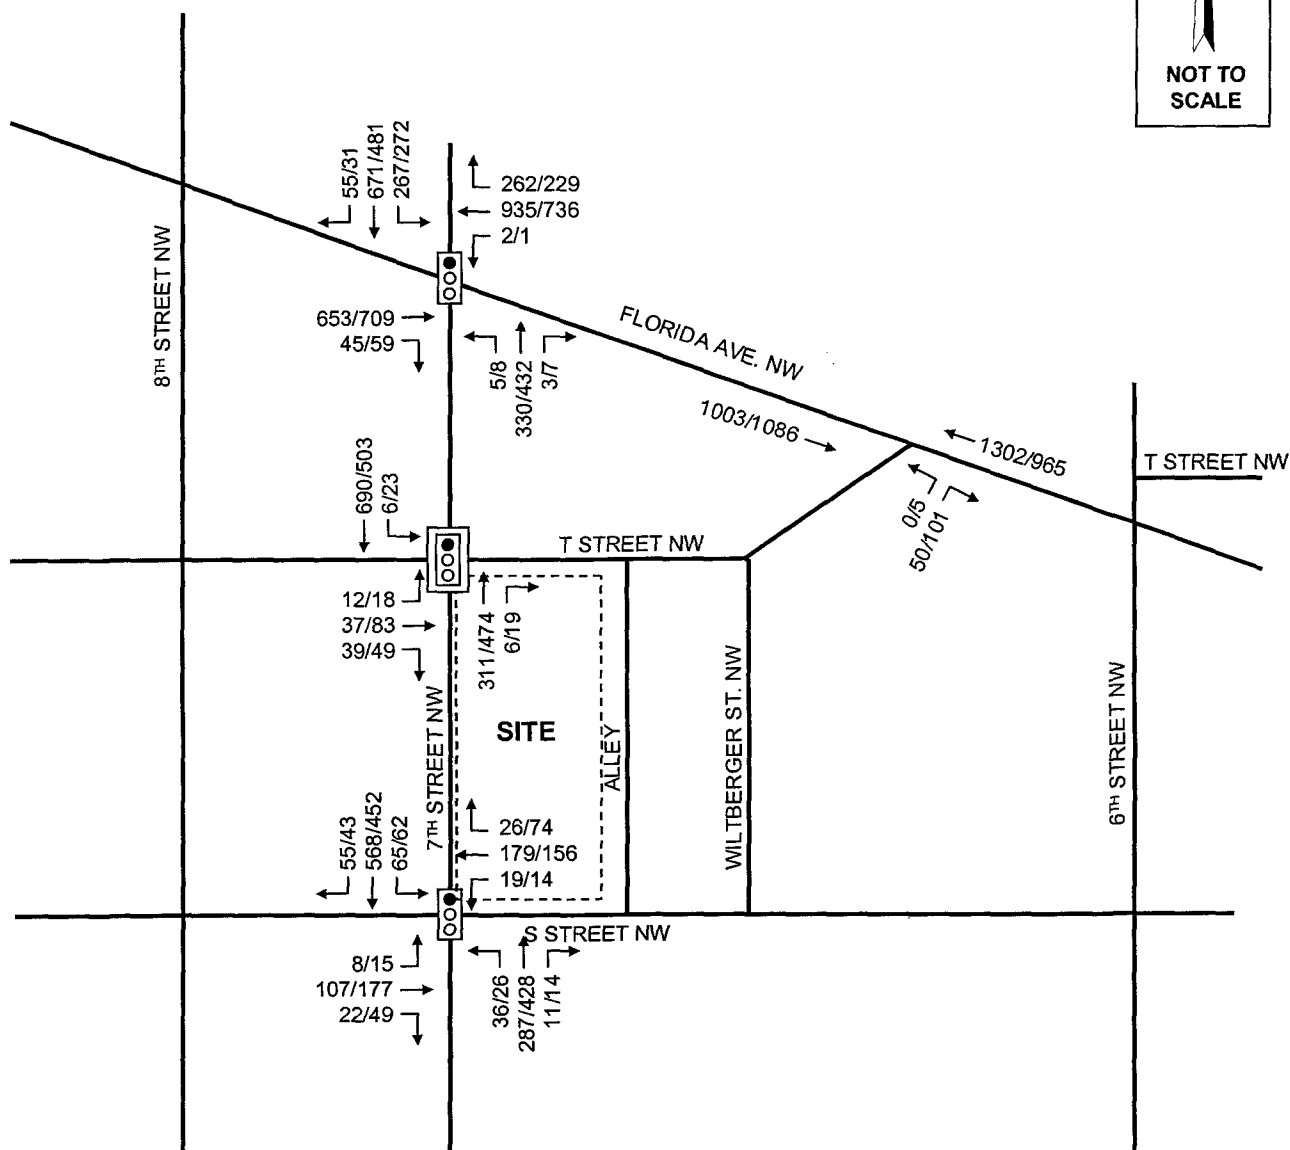 NOT TO
SCALE
55/31
671/481
267/272
262/229
935/736
2/1
8TH STREET NW
653/709
45/59
5/8
330/432
3/7
FLORIDA AVE. NW
1003/1086
1302/965
T STREET NW
0/5
50/101
690/503
6/23
T STREET NW
12/18
37/83
39/49
311/474
6/19
7TH STREET NW
SITE
ALLEY
WILTBERGER ST. NW
6TH STREET NW
55/43
568/452
65/62
26/74
179/156
19/14
S STREET NW
8/15
107/177
22/49
36/26
287/428
11/14